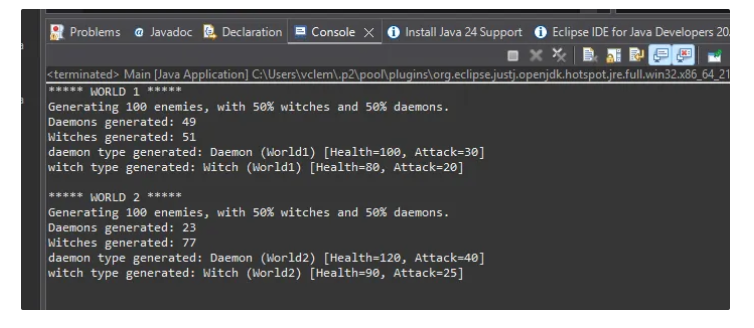 Problems @ Javadoc Declaration Console Install Java 24 Support Eclipse IDE for Java Developers 20
<terminated> Main [Java Application] C:\Users\vclem\.p2\pool\plugins\org.eclipse.justj.openjdk.hotspot.jre.full.win32.x86_64_21
***** WORLD 1 *****
Generating 100 enemies, with 50% witches and 50% daemons.
Daemons generated: 49
Witches generated: 51
daemon type generated: Daemon (World1) [Health=100, Attack=30]
witch type generated: Witch (World1) [Health=80, Attack=20]
***** WORLD 2 *****
Generating 100 enemies, with 50% witches and 50% daemons.
Daemons generated: 23
Witches generated: 77
daemon type generated: Daemon (World2) [Health=120, Attack=40]
witch type generated: Witch (World2) [Health=90, Attack=25]